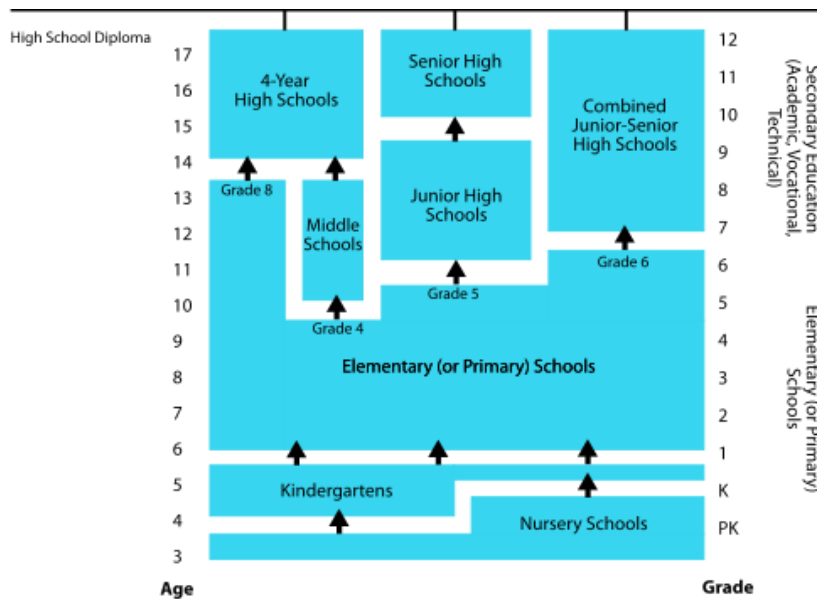 High School Diploma
17
16
15
14
13
12
11
10
9
8
7
6
5
4
3
Age
4-Year
High Schools
Grade 8
Middle
Schools
Grade 4
Senior High
Schools
Junior High
Schools
Grade 5
Combined
Junior-Senior
High Schools
Grade 6
Elementary (or Primary) Schools
Kindergartens
Nursery Schools
12
11
10
9
8
7
6
5
4
3
2
1
K
PK
Grade
Secondary Education
(Academic, Vocational,
Technical)
Elementary (or Primary)
Schools